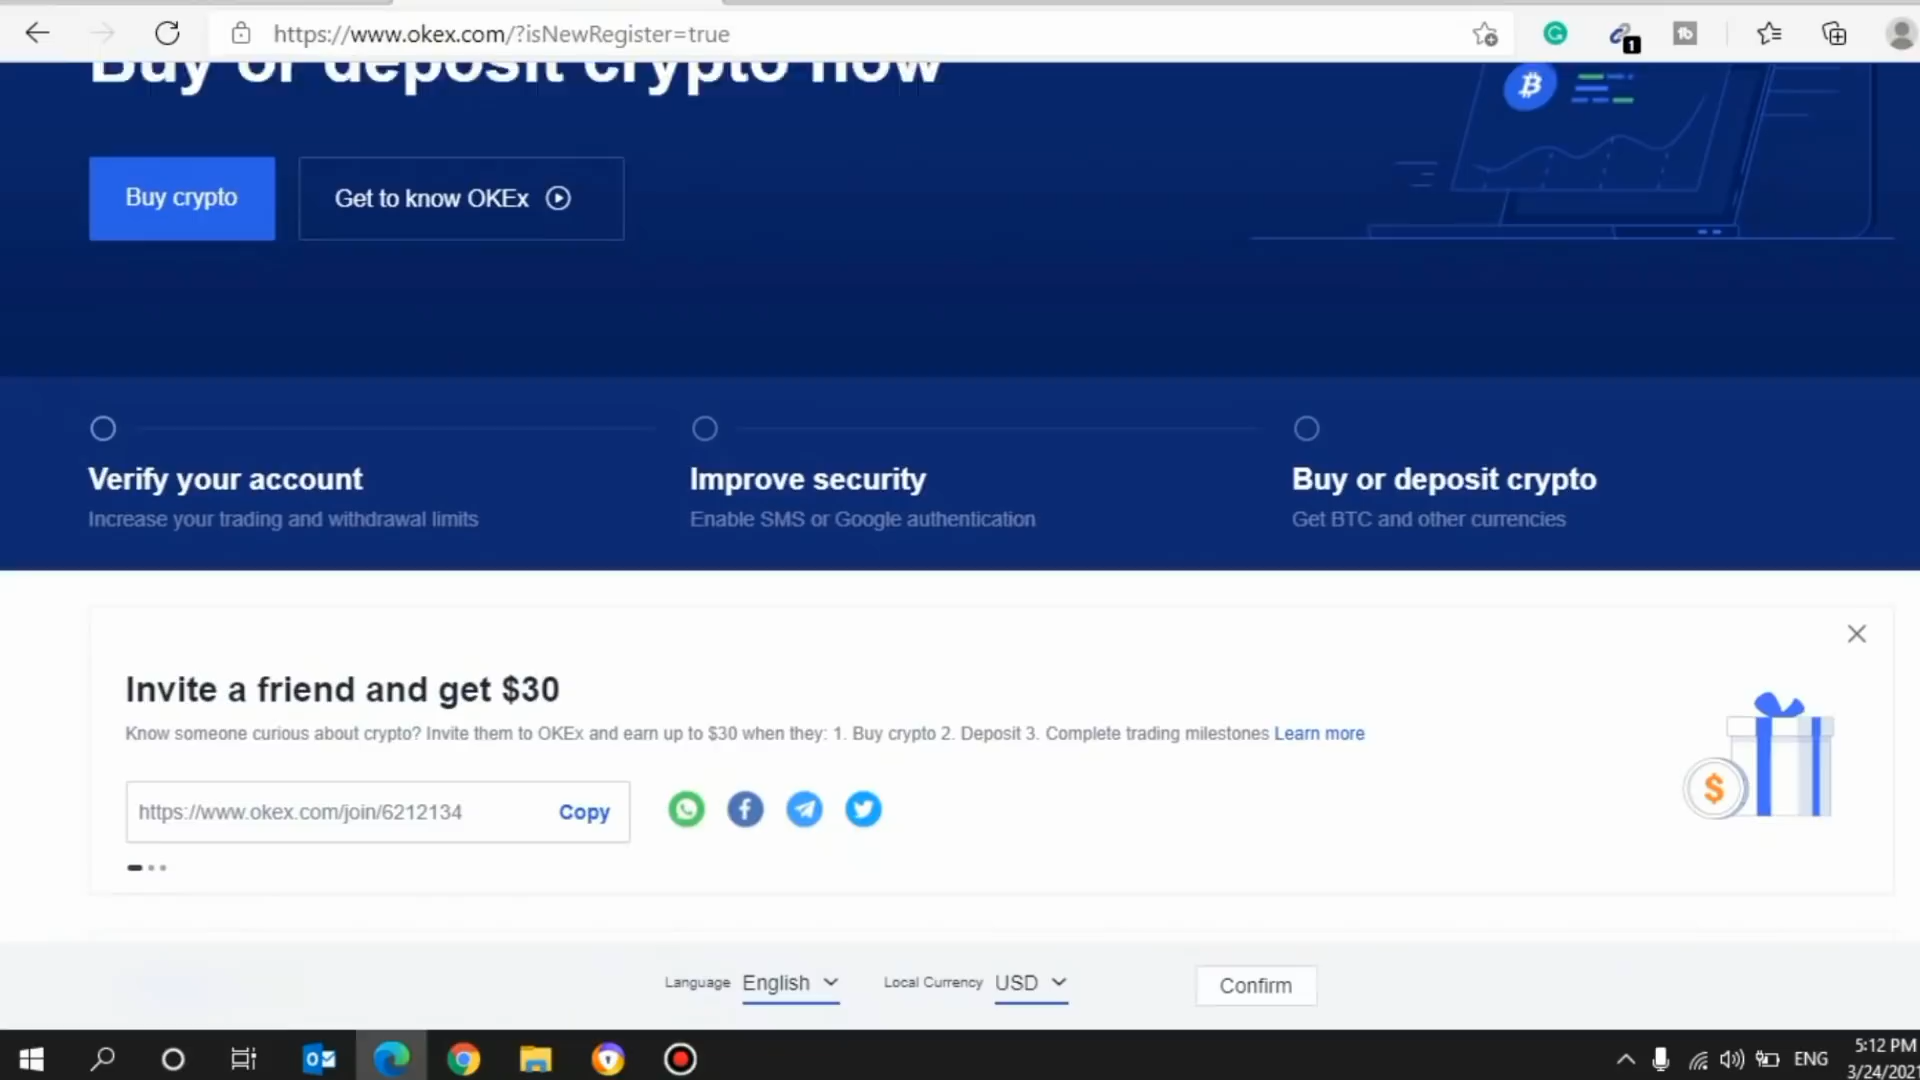 https://www.okex.com/?isNewRegister=true
1
Buy or deposit crypto now
Buy crypto
Get to know OKEx
Verify your account
Increase your trading and withdrawal limits
Improve security
Enable SMS or Google authentication
Buy or deposit crypto
Get BTC and other currencies
Invite a friend and get $30
Know someone curious about crypto? Invite them to OKEx and earn up to $30 when they: 1. Buy crypto 2. Deposit 3. Complete trading milestones Learn more
https://www.okex.com/join/6212134
Copy
$
Language English
Local Currency USD
Confirm
ENG
5:12 PM
3/24/2021